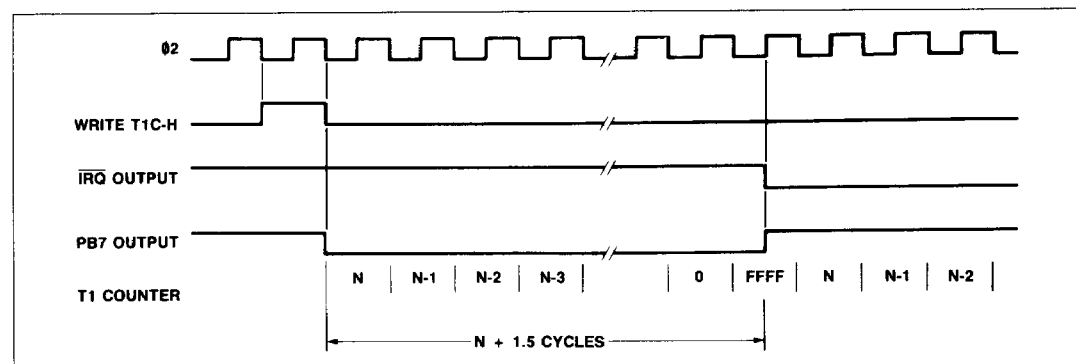 Ø2
WRITE T1C-H
IRQ OUTPUT
PB7 OUTPUT
N N-1 N-2 N-3 0 FFFF N N-1 N-2
T1 COUNTER
N + 1.5 CYCLES